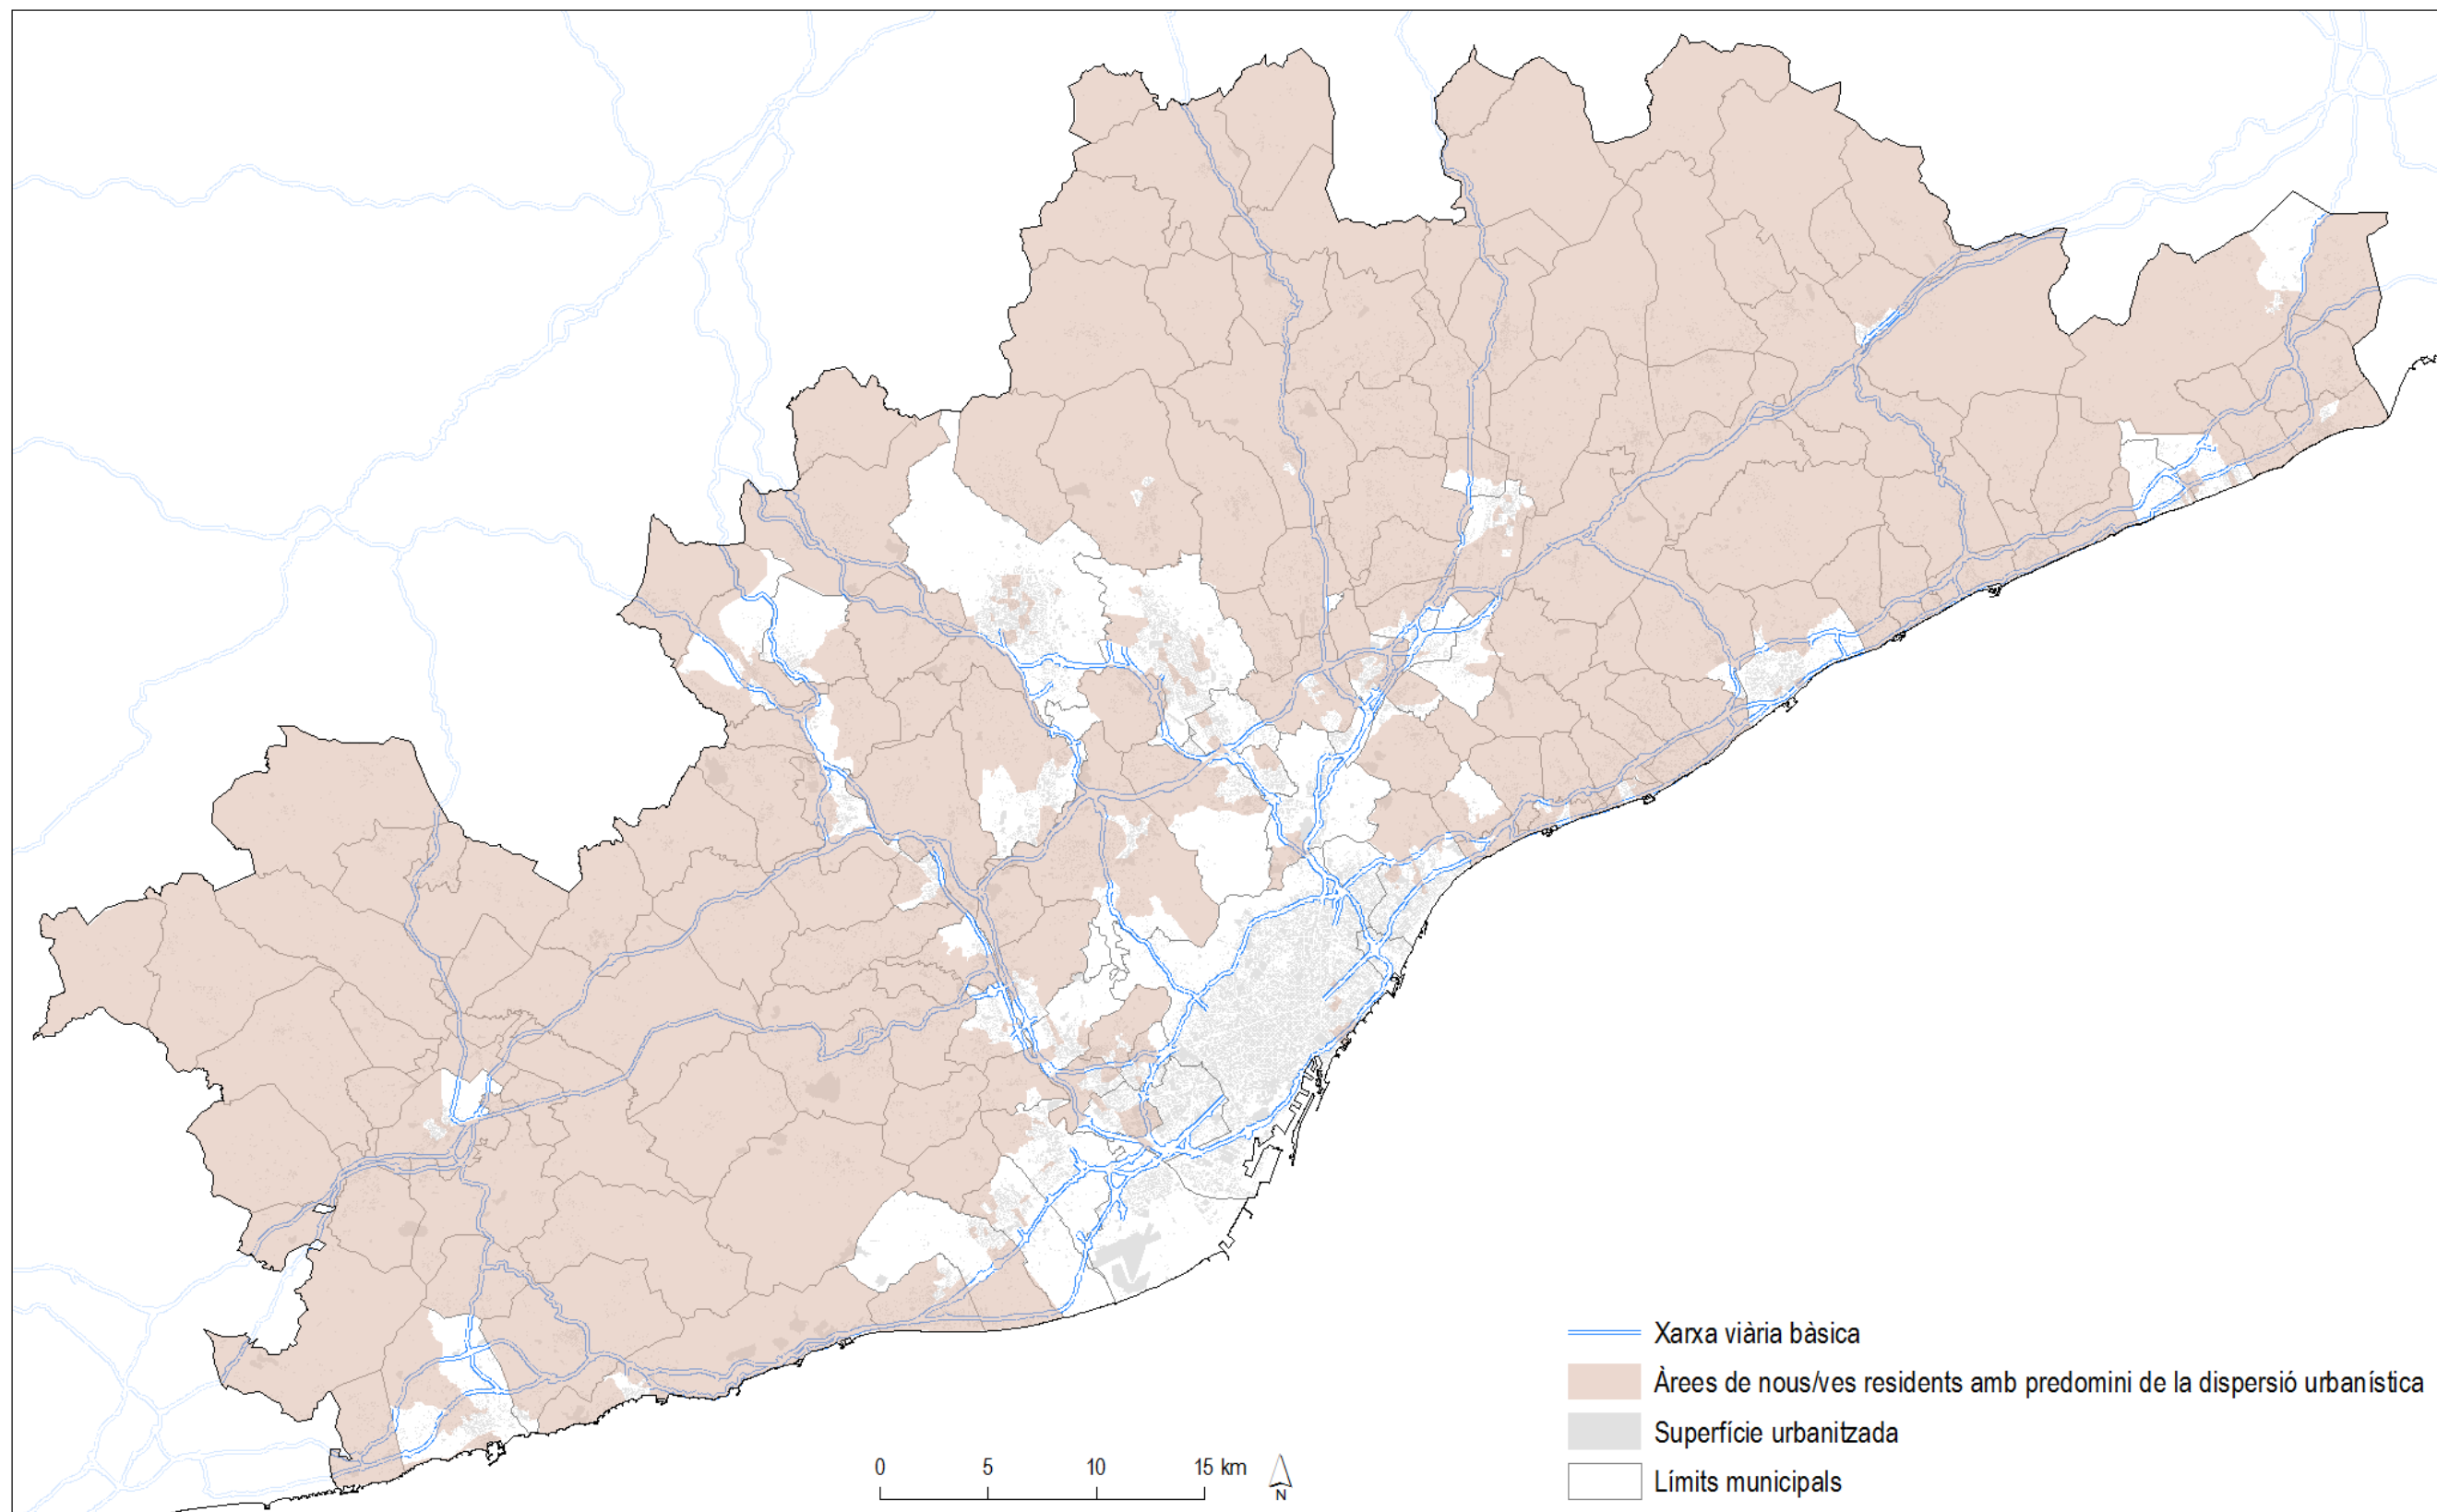 Xarxa viària bàsica
Àrees de nous/ves residents amb predomini de la dispersió urbanística
Superfície urbanitzada
Límits municipals
0 5 10 15 km
N